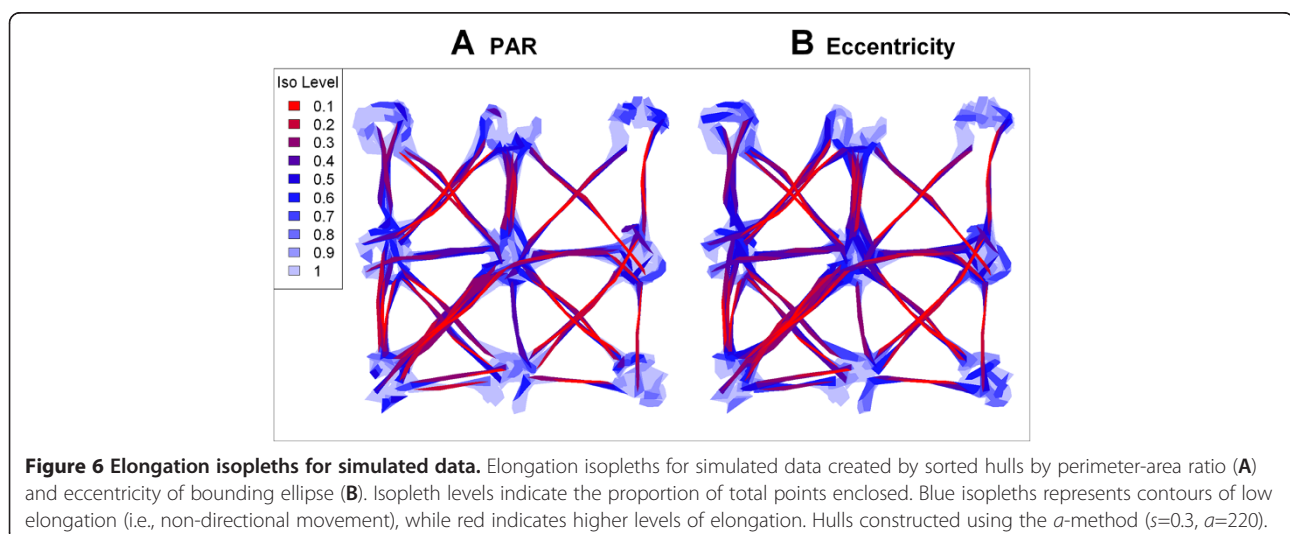 A PAR
B Eccentricity
Iso Level
0.1
0.2
0.3
0.4
0.5
0.6
0.7
0.8
0.9
1
Figure 6 Elongation isopleths for simulated data. Elongation isopleths for simulated data created by sorted hulls by perimeter-area ratio (A)
and eccentricity of bounding ellipse (B). Isopleth levels indicate the proportion of total points enclosed. Blue isopleths represents contours of low
elongation (i.e., non-directional movement), while red indicates higher levels of elongation. Hulls constructed using the a-method (s=0.3, a=220).